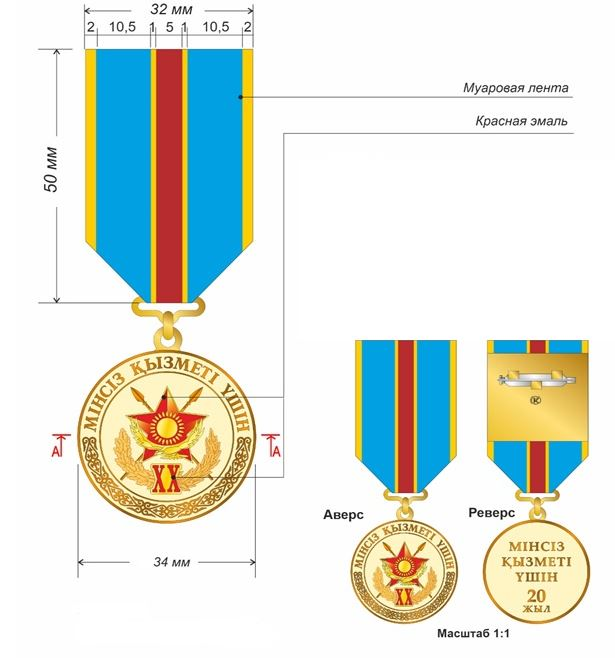 32 мм
2 10,5 1 5 1 10,5 2
Муаровая лента
Красная эмаль
50 мм
МІНСІЗ ҚЫЗМЕТІ ҮШІН
XX
А А
34 мм
Аверс
Реверс
МІНСІЗ ҚЫЗМЕТІ ҮШІН
XX
К
МІНСІЗ
ҚЫЗМЕТІ
ҮШІН
20
ЖЫЛ
Масштаб 1:1